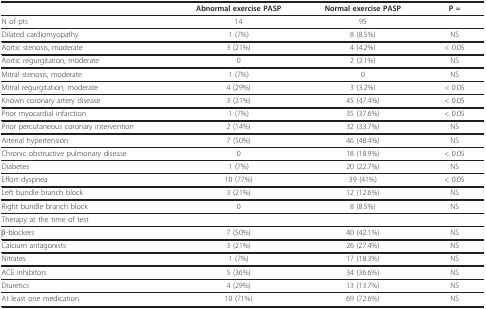 Abnormal exercise PASP Normal exercise PASP P =
N of pts 14 95
Dilated cardiomyopathy 1 (7%) 8 (8.5%) NS
Aortic stenosis, moderate 3 (21%) 4 (4.2%) < 0.05
Aortic regurgitation, moderate 0 2 (2.1%) NS
Mitral stenosis, moderate 1 (7%) 0 NS
Mitral regurgitation, moderate 4 (29%) 3 (3.2%) < 0.05
Known coronary artery disease 3 (21%) 45 (47.4%) < 0.05
Prior myocardial infarction 1 (7%) 35 (37.6%) < 0.05
Prior percutaneous coronary intervention 2 (14%) 32 (33.7%) NS
Arterial hypertension 7 (50%) 46 (48.4%) NS
Chronic obstructive pulmonary disease 0 18 (18.9%) < 0.05
Diabetes 1 (7%) 20 (22.7%) NS
Effort dyspnea 10 (77%) 39 (41%) < 0.05
Left bundle branch block 3 (21%) 12 (12.6%) NS
Right bundle branch block 0 8 (8.5%) NS
Therapy at the time of test
β-blockers 7 (50%) 40 (42.1%) NS
Calcium antagonists 3 (21%) 26 (27.4%) NS
Nitrates 1 (7%) 17 (18.3%) NS
ACE inhibitors 5 (36%) 34 (36.6%) NS
Diuretics 4 (29%) 13 (13.7%) NS
At least one medication 10 (71%) 69 (72.6%) NS